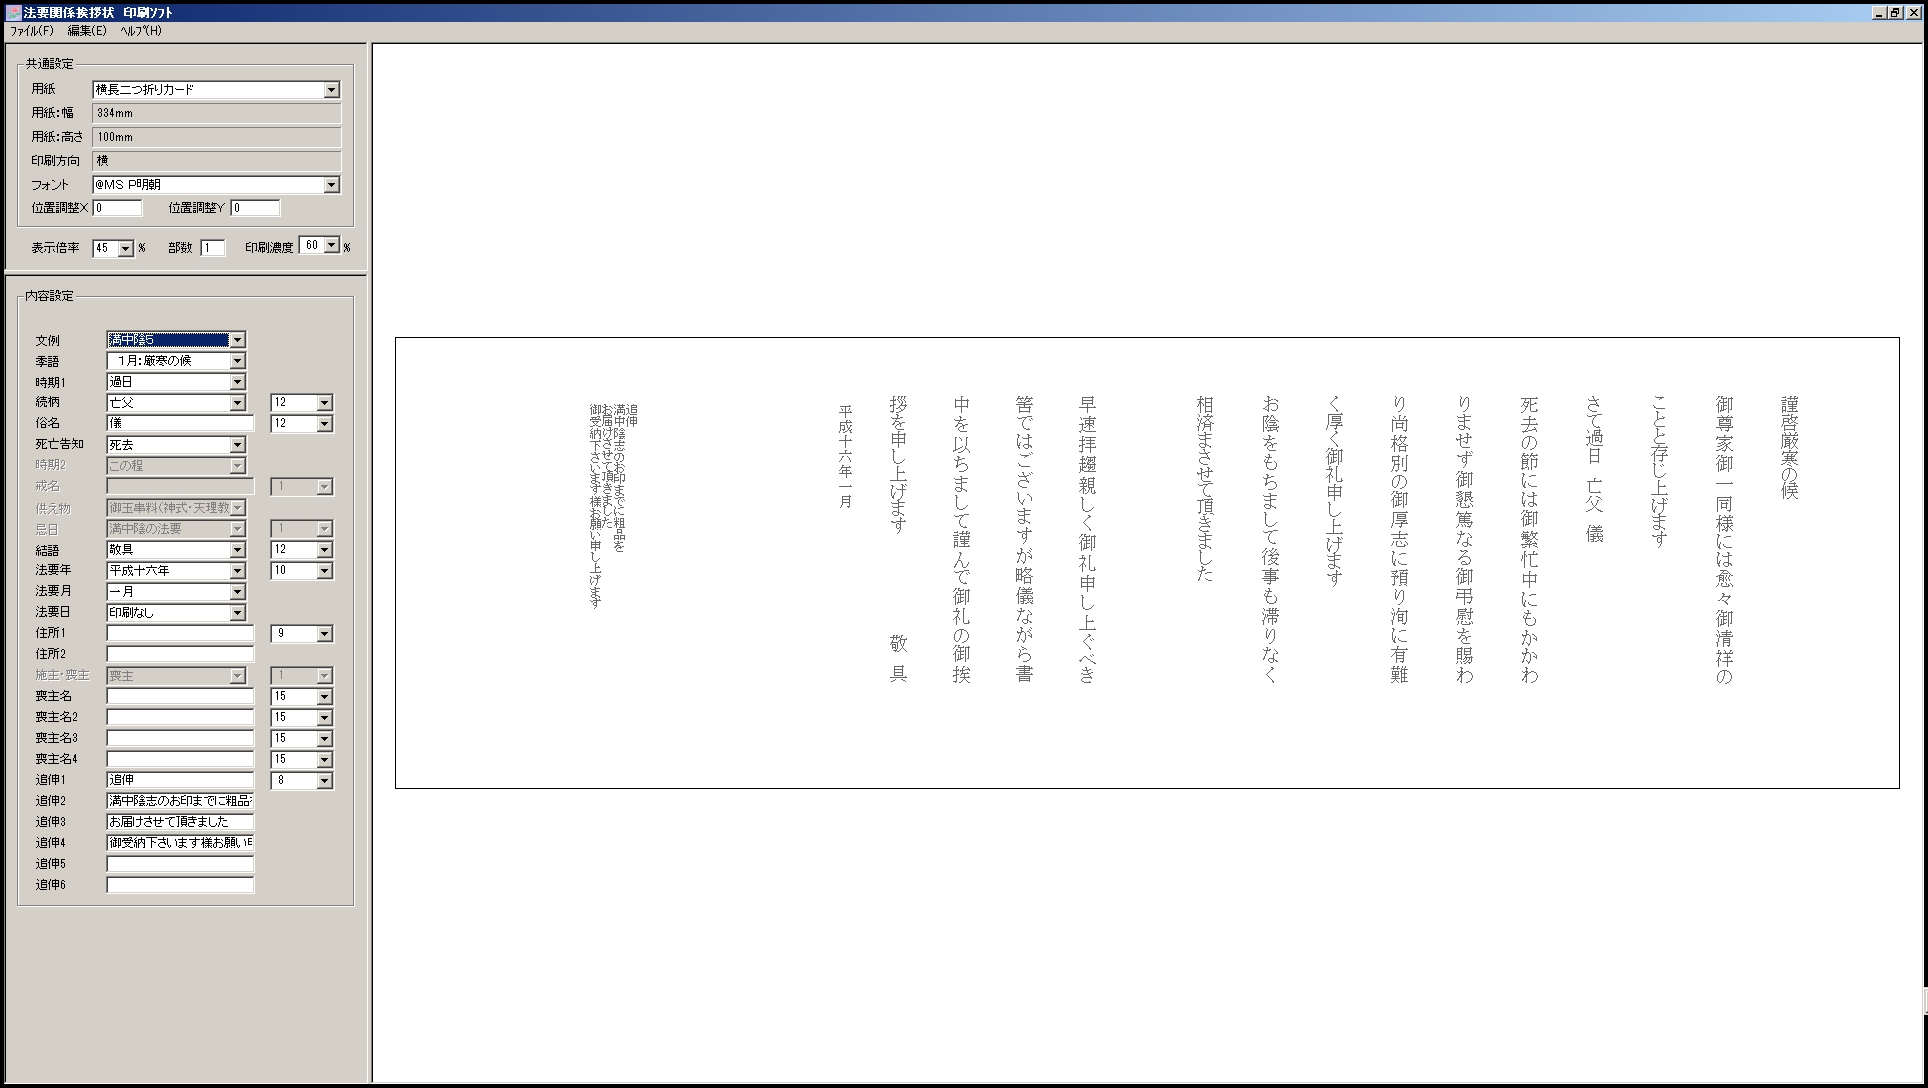 法要関係挨拶状 印刷ソフト
ファイル(F) 編集(E) ヘルプ(H)
共通設定
用紙 横長二つ折りカード
用紙:幅 334mm
用紙:高さ 100mm
印刷方向 横
フォント @MS P明朝
位置調整X 0 位置調整Y 0
表示倍率 45 % 部数 1 印刷濃度 60 %
内容設定
文例 満中陰5
季語 1月:厳寒の候
時期1 過日
続柄 亡父 12
俗名 儀 12
死亡告知 死去
時期2 この程
戒名 1
供え物 御玉串料(神式・天理教
忌日 満中陰の法要 1
結語 敬具 12
法要年 平成十六年 10
法要月 一月
法要日 印刷なし
住所1 9
住所2
施主・喪主 喪主 1
喪主名 15
喪主名2 15
喪主名3 15
喪主名4 15
追伸1 追伸 8
追伸2 満中陰志のお印までに粗品
追伸3 お届けさせて頂きました
追伸4 御受納下さいます様お願い
追伸5
追伸6
謹啓厳寒の候
御尊家御一同様には愈々御清祥の
ことと存じ上げます
さて過日 亡父 儀
死去の節には御繁忙中にもかかわ
りませず御懇篤なる御弔慰を賜わ
り尚格別の御厚志に預り洵に有難
く厚く御礼申し上げます
お陰をもちまして後事も滞りなく
相済まさせて頂きました
早速拝趨親しく御礼申し上ぐべき
筈ではございますが略儀ながら書
中を以ちまして謹んで御礼の御挨
拶を申し上げます 敬具
平成十六年一月
追伸
満中陰志のお印までに粗品を
お届けさせて頂きました
御受納下さいます様お願い申し上げます